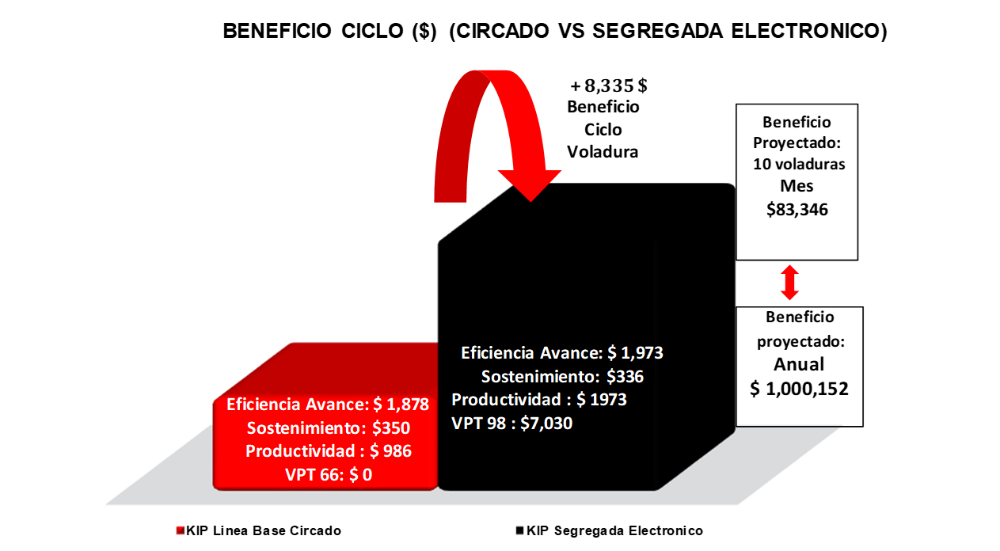 BENEFICIO CICLO ($) (CIRCADO VS SEGREGADA ELECTRONICO)
+ 8,335 $
Beneficio
Ciclo
Voladura
Beneficio
Proyectado:
10 voladuras
Mes
$83,346
Beneficio
proyectado:
Anual
$ 1,000,152
Eficiencia Avance: $ 1,973
Sostenimiento: $336
Productividad : $ 1973
VPT 98 : $7,030
Eficiencia Avance: $ 1,878
Sostenimiento: $350
Productividad : $ 986
VPT 66: $ 0
KIP Linea Base Circado
KIP Segregada Electronico